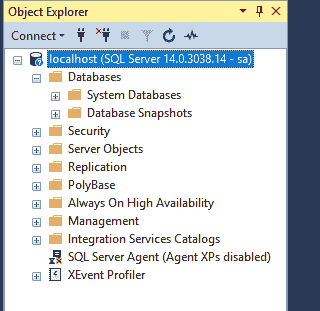 Object Explorer
Connect
localhost (SQL Server 14.0.3038.14 - sa)
Databases
System Databases
Database Snapshots
Security
Server Objects
Replication
PolyBase
Always On High Availability
Management
Integration Services Catalogs
SQL Server Agent (Agent XPs disabled)
XEvent Profiler